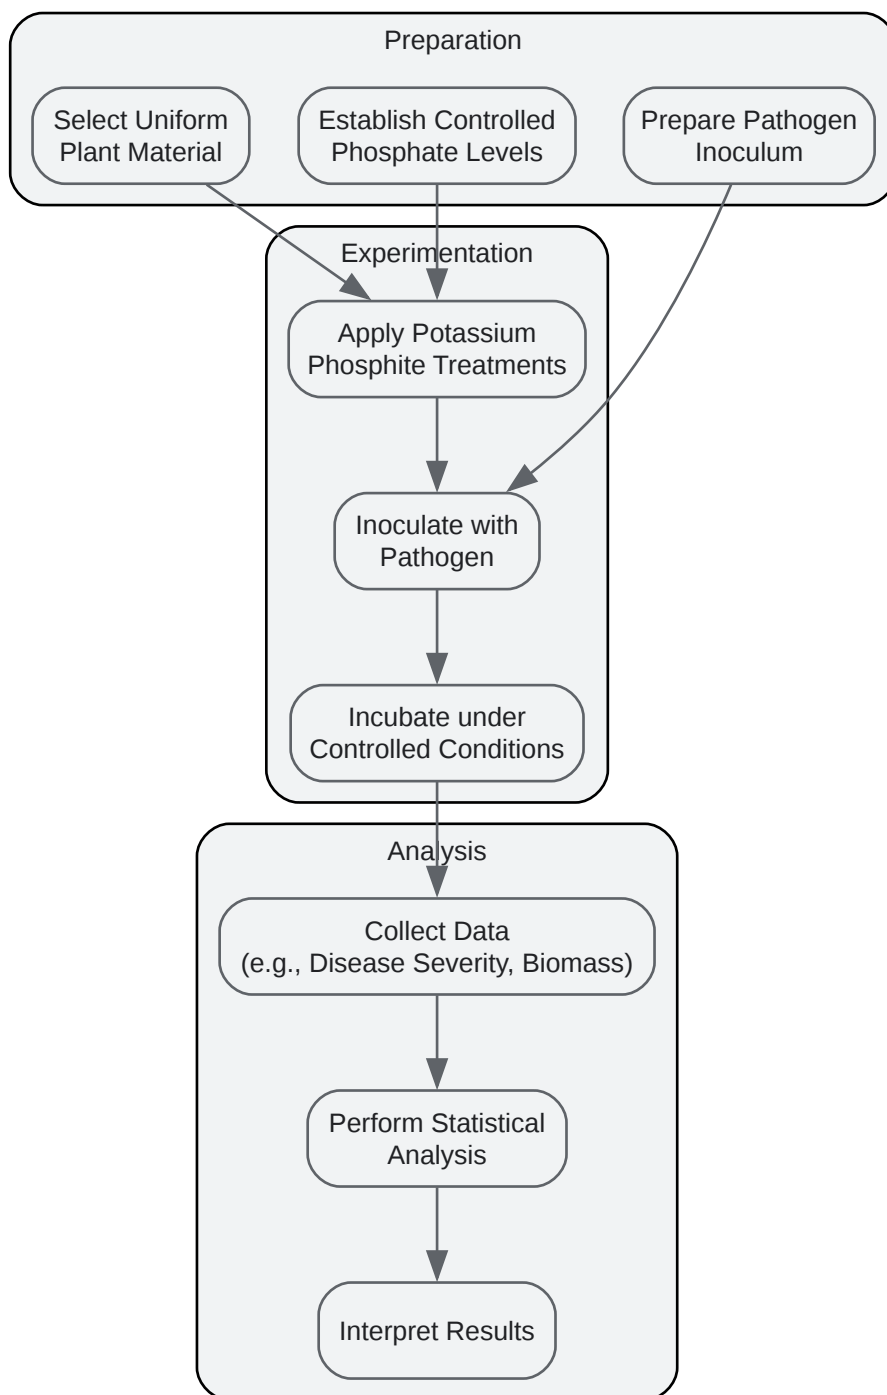 Preparation
Select Uniform
Plant Material
Establish Controlled
Phosphate Levels
Prepare Pathogen
Inoculum
Experimentation
Apply Potassium
Phosphite Treatments
Inoculate with
Pathogen
Incubate under
Controlled Conditions
Analysis
Collect Data
(e.g., Disease Severity, Biomass)
Perform Statistical
Analysis
Interpret Results